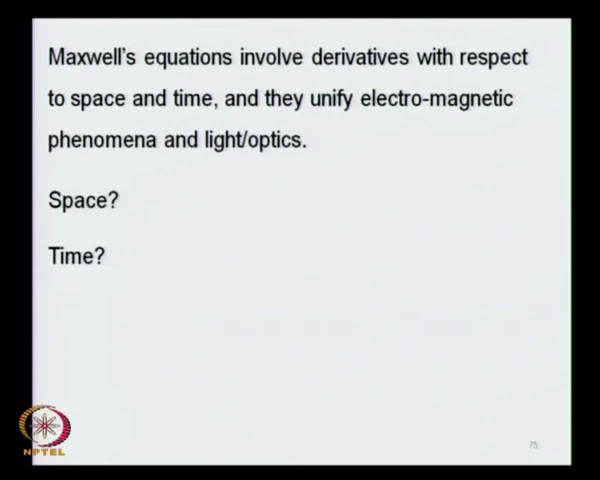 Maxwell's equations involve derivatives with respect
to space and time, and they unify electro-magnetic
phenomena and light/optics.
Space?
Time?
NPTEL
75